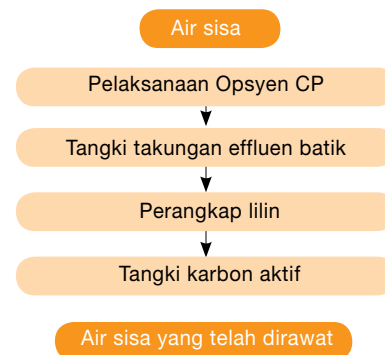 Air sisa
Pelaksanaan Opsyen CP
Tangki takungan effluen batik
Perangkap lilin
Tangki karbon aktif
Air sisa yang telah dirawat